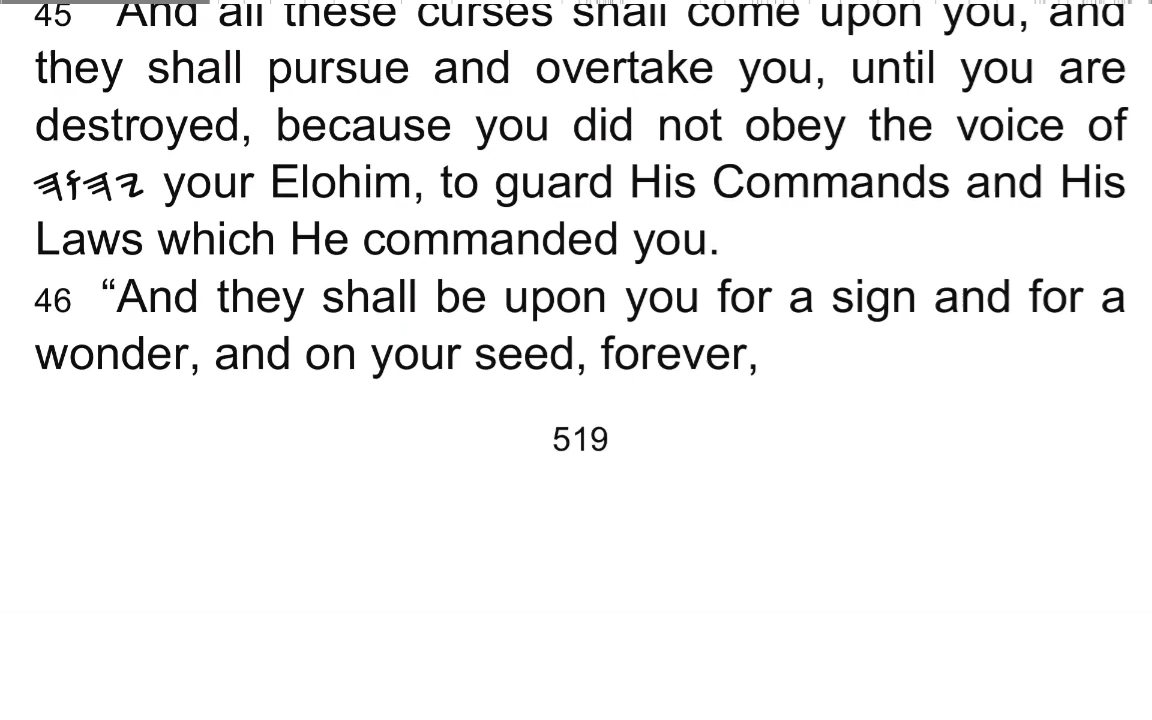 45 “And all these curses shall come upon you, and
they shall pursue and overtake you, until you are
destroyed, because you did not obey the voice of
𐤉𐤄𐤅𐤄 your Elohim, to guard His Commands and His
Laws which He commanded you.
46 “And they shall be upon you for a sign and for a
wonder, and on your seed, forever,
519